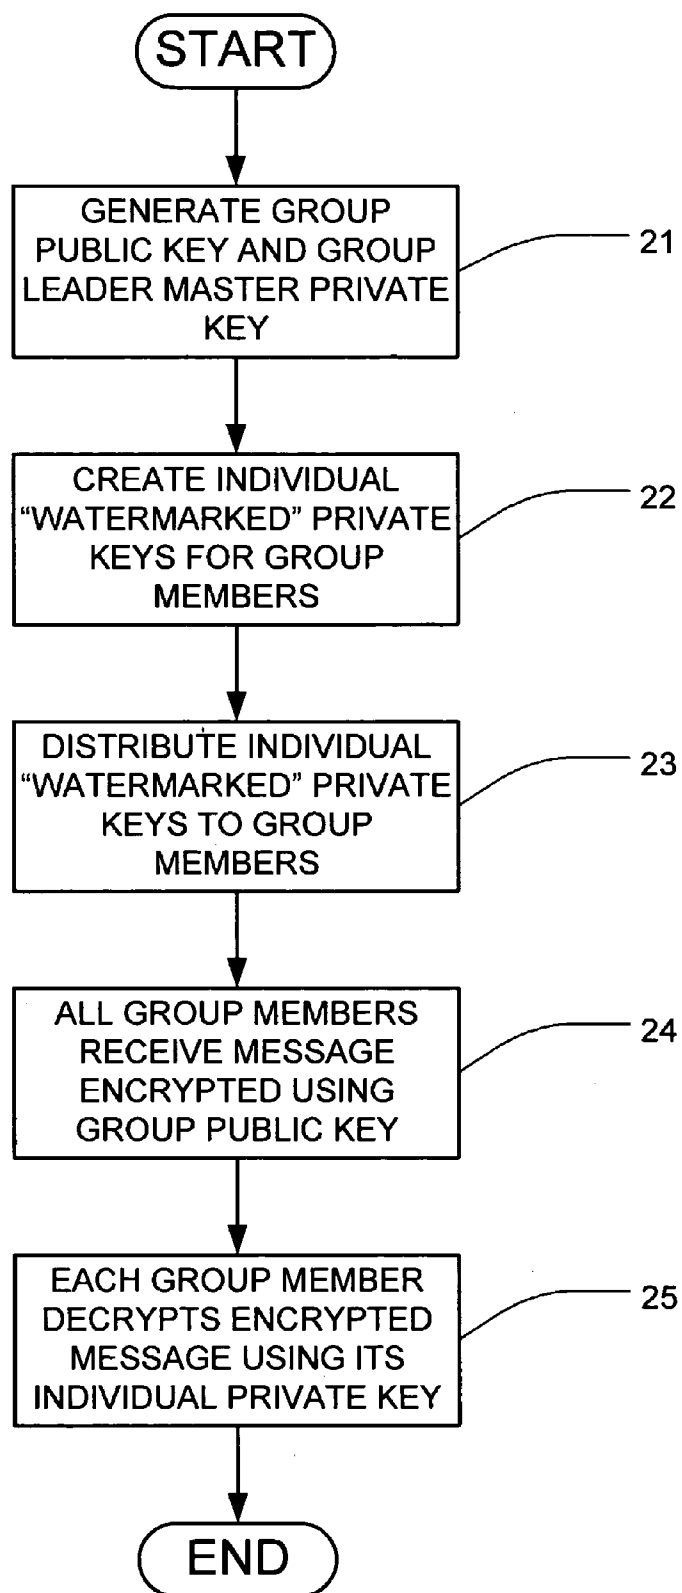 START
GENERATE GROUP
PUBLIC KEY AND GROUP
LEADER MASTER PRIVATE
KEY
21
CREATE INDIVIDUAL
“WATERMARKED” PRIVATE
KEYS FOR GROUP
MEMBERS
22
DISTRIBUTE INDIVIDUAL
“WATERMARKED” PRIVATE
KEYS TO GROUP
MEMBERS
23
ALL GROUP MEMBERS
RECEIVE MESSAGE
ENCRYPTED USING
GROUP PUBLIC KEY
24
EACH GROUP MEMBER
DECRYPTS ENCRYPTED
MESSAGE USING ITS
INDIVIDUAL PRIVATE KEY
25
END